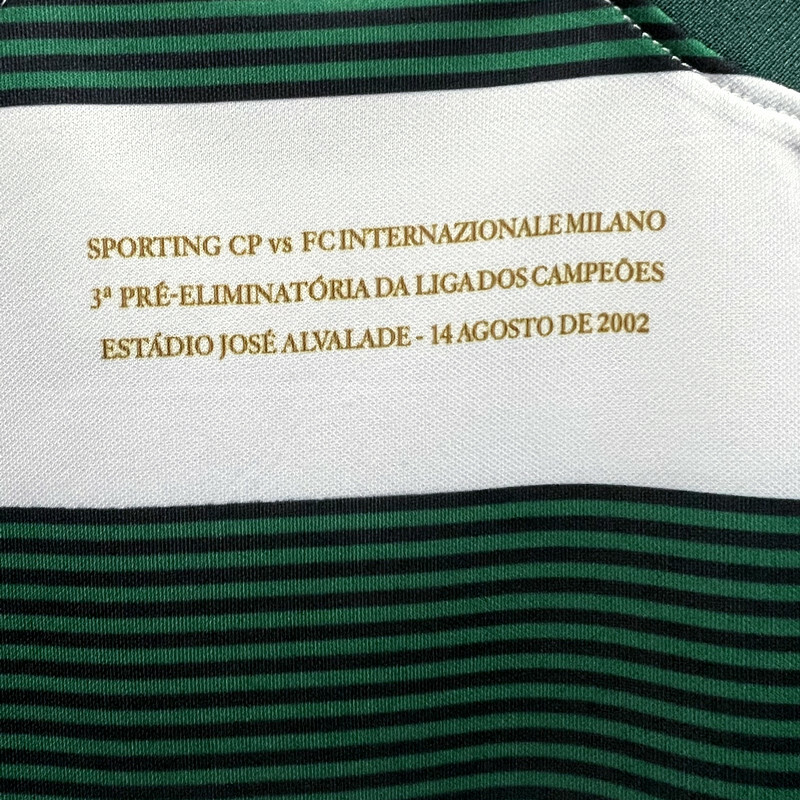 SPORTING CP vs FC INTERNAZIONALE MILANO
3ª PRÉ-ELIMINATÓRIA DA LIGA DOS CAMPEÕES
ESTÁDIO JOSÉ ALVALADE - 14 AGOSTO DE 2002